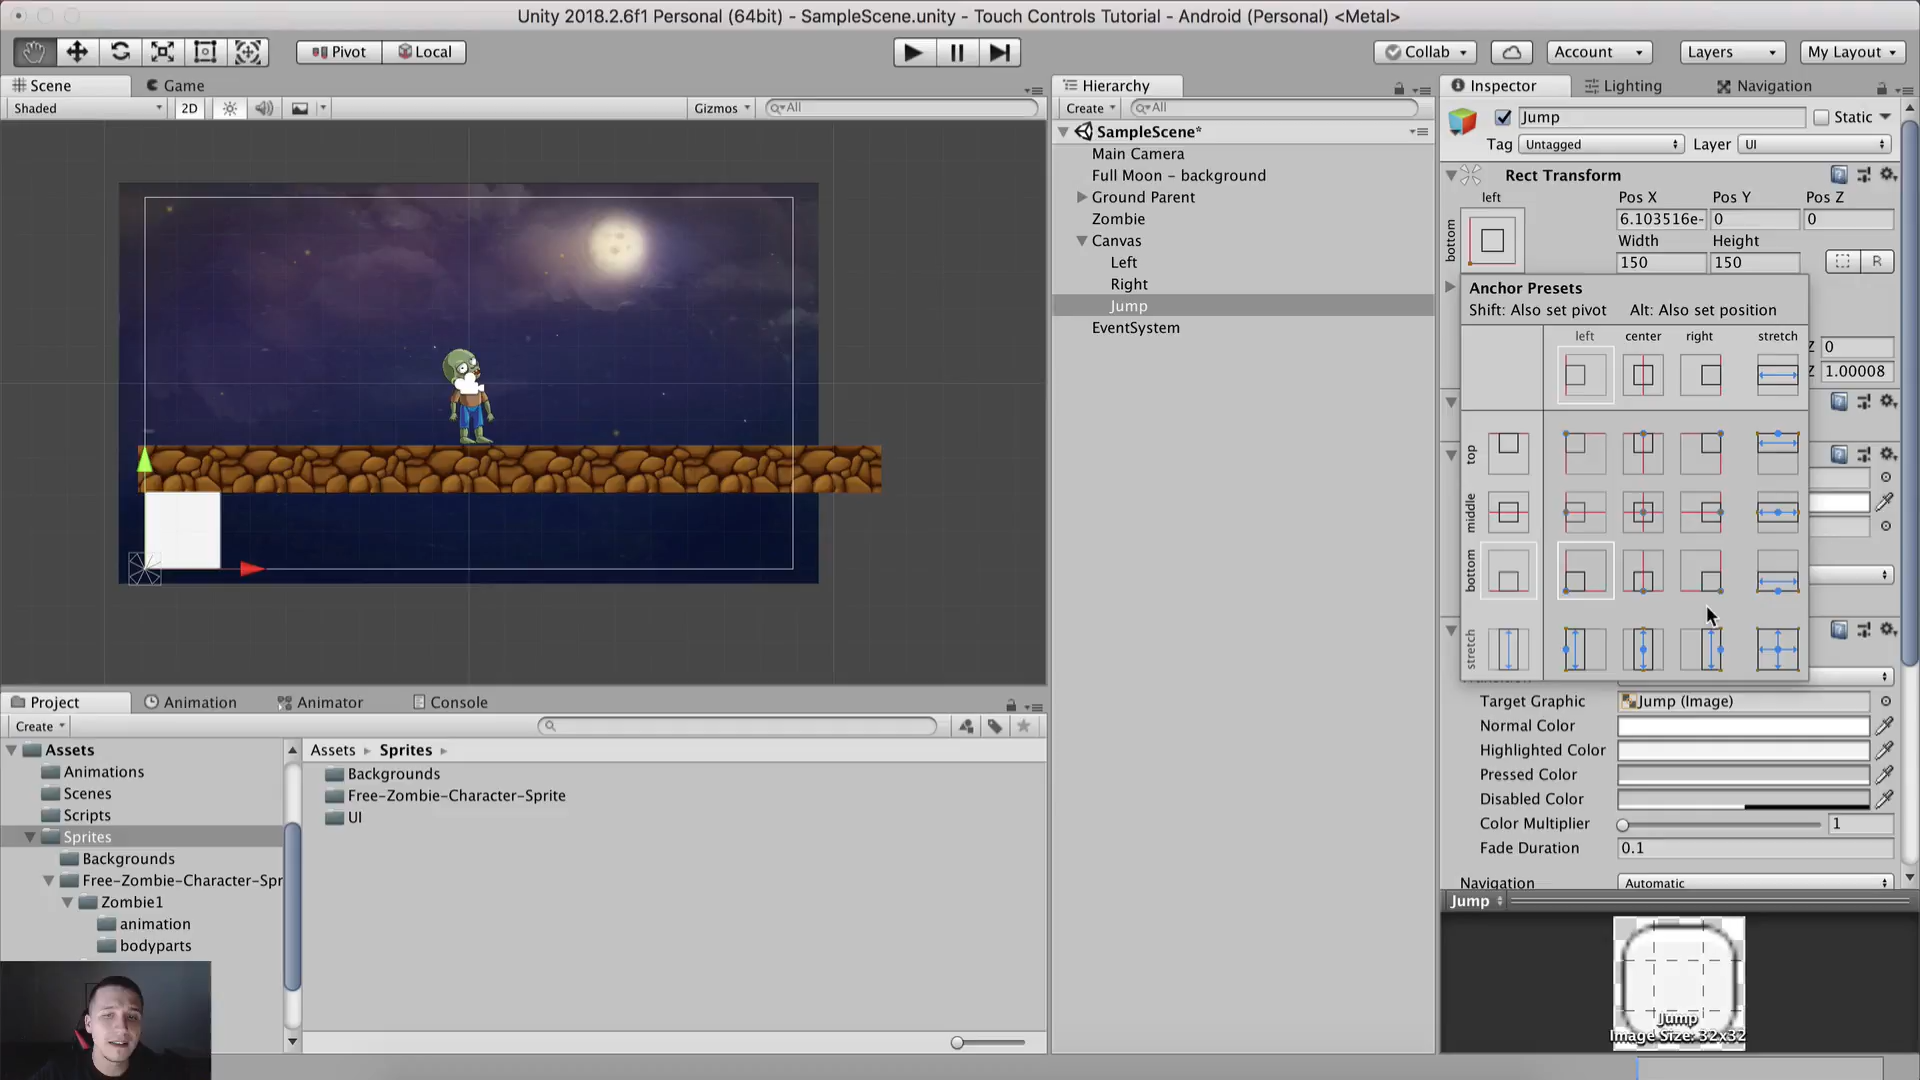 Unity 2018.2.6f1 Personal (64bit) - SampleScene.unity - Touch Controls Tutorial - Android (Personal) <Metal>
Pivot Local Collab Account Layers My Layout
Scene Game
Shaded 2D Gizmos All
Hierarchy
Create All
SampleScene*
Main Camera
Full Moon - background
Ground Parent
Zombie
Canvas
Left
Right
Jump
EventSystem
Inspector Lighting Navigation
Jump Static
Tag Untagged Layer UI
Rect Transform
left Pos X Pos Y Pos Z
bottom 6.103516e- 0 0
Width Height
150 150 R
Anchor Presets
Shift: Also set pivot Alt: Also set position
left center right stretch
Z 0
Z 1.00008
top
middle
bottom
stretch
Target Graphic Jump (Image)
Normal Color
Highlighted Color
Pressed Color
Disabled Color
Color Multiplier 1
Fade Duration 0.1
Navigation Automatic
Jump
Jump
Image Size: 32x32
Project Animation Animator Console
Create
Assets
Animations
Scenes
Scripts
Sprites
Backgrounds
Free-Zombie-Character-Spr
Zombie1
animation
bodyparts
Assets Sprites
Backgrounds
Free-Zombie-Character-Sprite
UI